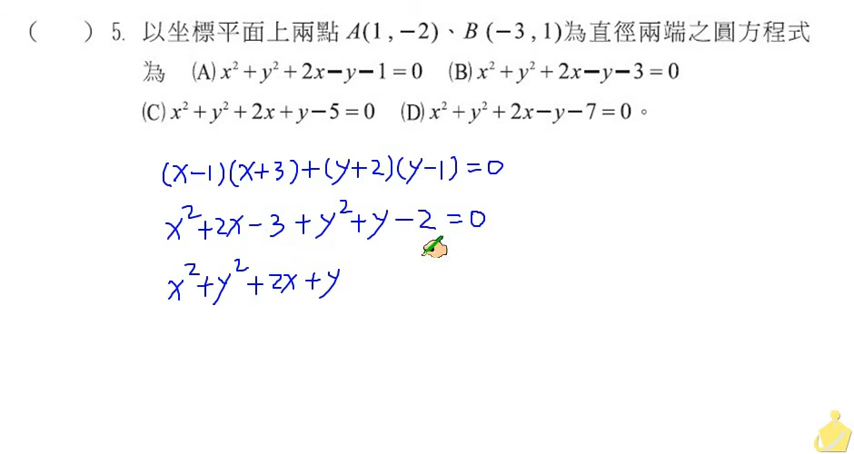 ( ) 5. 以坐標平面上兩點 A(1 , −2)、B (−3 , 1)為直徑兩端之圓方程式
為 (A) x² + y² + 2x − y − 1 = 0 (B) x² + y² + 2x − y − 3 = 0
(C) x² + y² + 2x + y − 5 = 0 (D) x² + y² + 2x − y − 7 = 0。
(x−1)(x+3)+(y+2)(y−1)=0
x²+2x−3+y²+y−2=0
x²+y²+2x+y